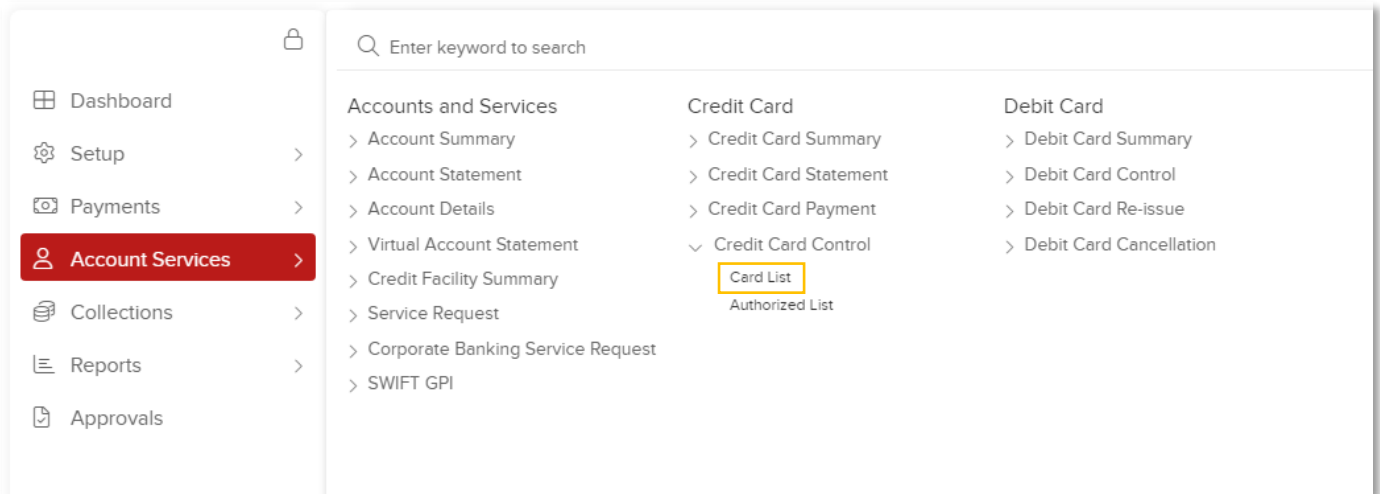 Enter keyword to search
Dashboard
Setup
Payments
Account Services
Collections
Reports
Approvals
Accounts and Services
Account Summary
Account Statement
Account Details
Virtual Account Statement
Credit Facility Summary
Service Request
Corporate Banking Service Request
SWIFT GPI
Credit Card
Credit Card Summary
Credit Card Statement
Credit Card Payment
Credit Card Control
Card List
Authorized List
Debit Card
Debit Card Summary
Debit Card Control
Debit Card Re-issue
Debit Card Cancellation